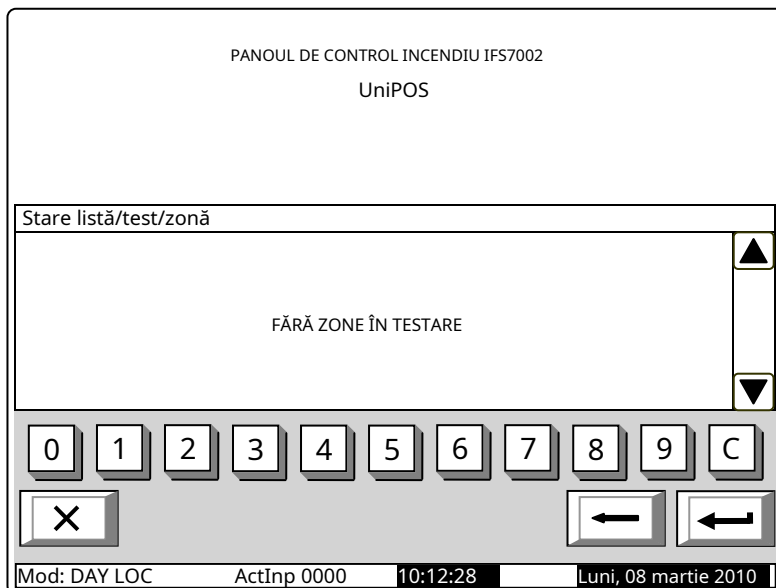 PANOUL DE CONTROL INCENDIU IFS7002
UniPOS
Stare listă/test/zonă
FĂRĂ ZONE ÎN TESTARE
0 1 2 3 4 5 6 7 8 9 C
Mod: DAY LOC ActInp 0000 10:12:28 Luni, 08 martie 2010